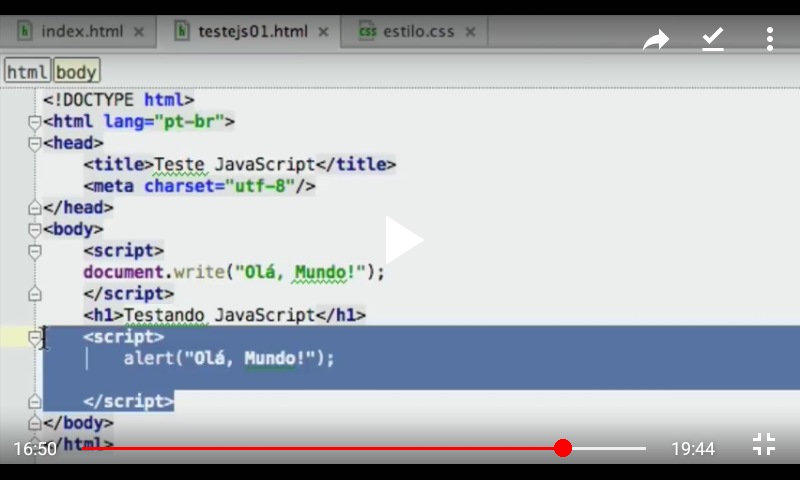 index.html testejs01.html estilo.css
html body
<!DOCTYPE html>
<html lang="pt-br">
<head>
<title>Teste JavaScript</title>
<meta charset="utf-8"/>
</head>
<body>
<script>
document.write("Olá, Mundo!");
</script>
<h1>Testando JavaScript</h1>
<script>
alert("Olá, Mundo!");
</script>
</body>
</html>
16:50 19:44